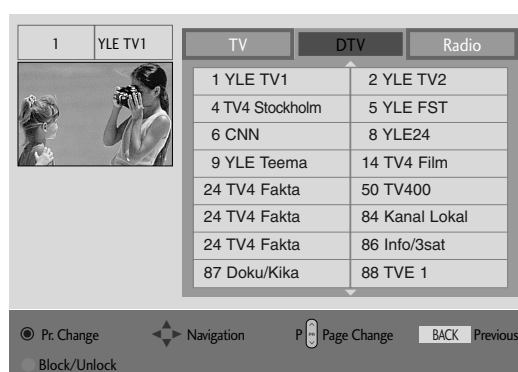 1 YLE TV1
TV DTV Radio
1 YLE TV1 2 YLE TV2
4 TV4 Stockholm 5 YLE FST
6 CNN 8 YLE24
9 YLE Teema 14 TV4 Film
24 TV4 Fakta 50 TV400
24 TV4 Fakta 84 Kanal Lokal
24 TV4 Fakta 86 Info/3sat
87 Doku/Kika 88 TVE 1
Pr. Change Navigation P Page Change BACK Previous
Block/Unlock